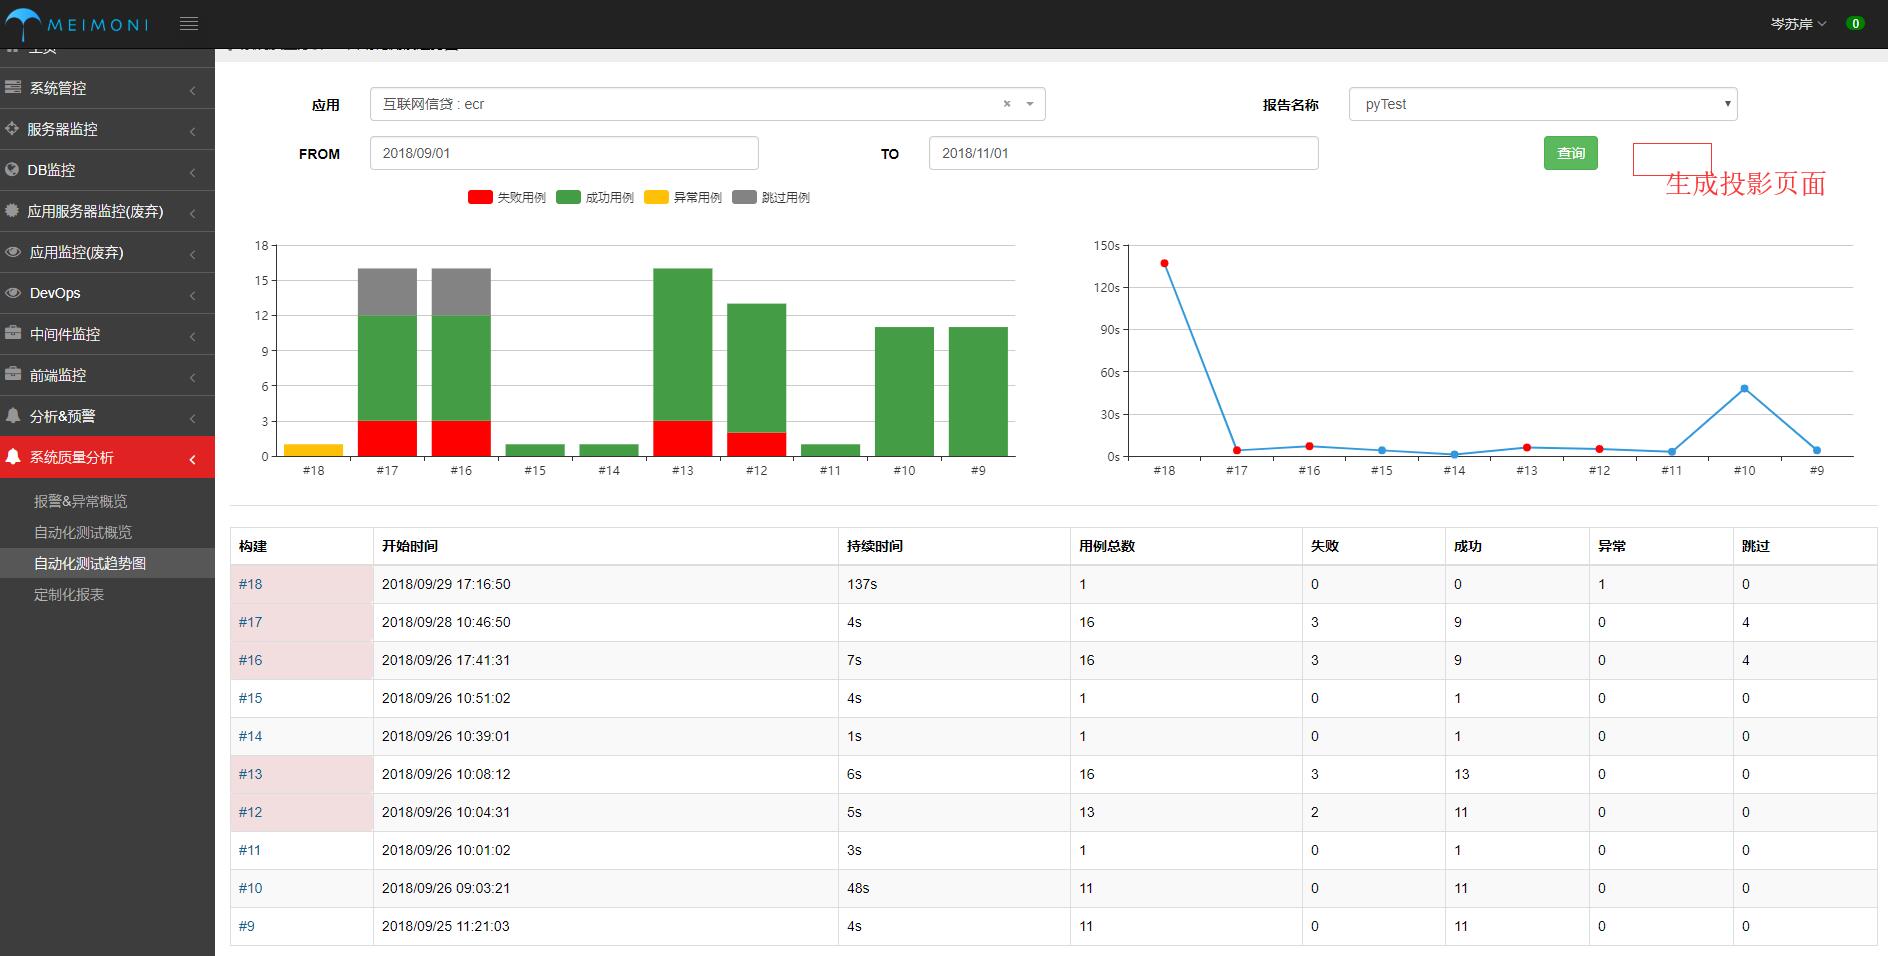 MEIMONI
岑苏岸 0
主页
系统管控
服务器监控
DB监控
应用服务器监控(废弃)
应用监控(废弃)
DevOps
中间件监控
前端监控
分析&预警
系统质量分析
报警&异常概览
自动化测试概览
自动化测试趋势图
定制化报表
应用 互联网信贷 : ecr × 报告名称 pyTest
FROM 2018/09/01 TO 2018/11/01 查询
生成投影页面
失败用例 成功用例 异常用例 跳过用例
18
15
12
9
6
3
0
#18 #17 #16 #15 #14 #13 #12 #11 #10 #9
150s
120s
90s
60s
30s
0s
#18 #17 #16 #15 #14 #13 #12 #11 #10 #9
构建 开始时间 持续时间 用例总数 失败 成功 异常 跳过
#18 2018/09/29 17:16:50 137s 1 0 0 1 0
#17 2018/09/28 10:46:50 4s 16 3 9 0 4
#16 2018/09/26 17:41:31 7s 16 3 9 0 4
#15 2018/09/26 10:51:02 4s 1 0 1 0 0
#14 2018/09/26 10:39:01 1s 1 0 1 0 0
#13 2018/09/26 10:08:12 6s 16 3 13 0 0
#12 2018/09/26 10:04:31 5s 13 2 11 0 0
#11 2018/09/26 10:01:02 3s 1 0 1 0 0
#10 2018/09/26 09:03:21 48s 11 0 11 0 0
#9 2018/09/25 11:21:03 4s 11 0 11 0 0